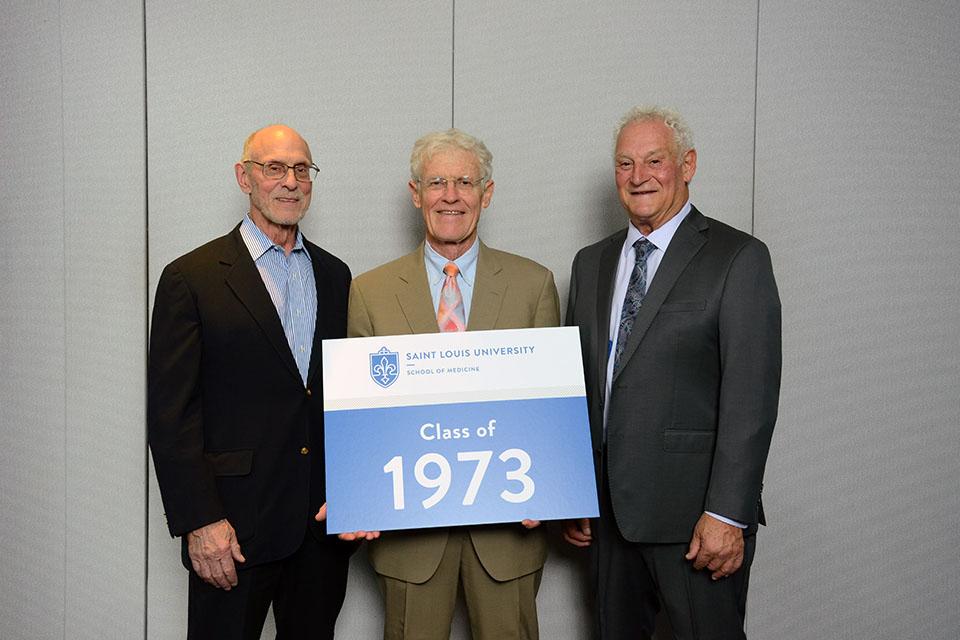 SAINT LOUIS UNIVERSITY
SCHOOL OF MEDICINE
Class of
1973